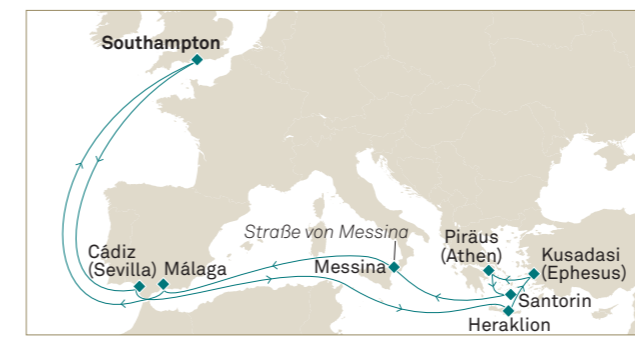 Southampton
Straße von Messina
Piräus
(Athen)
Cádiz
(Sevilla)
Málaga
Messina
Kusadasi
(Ephesus)
Santorin
Heraklion